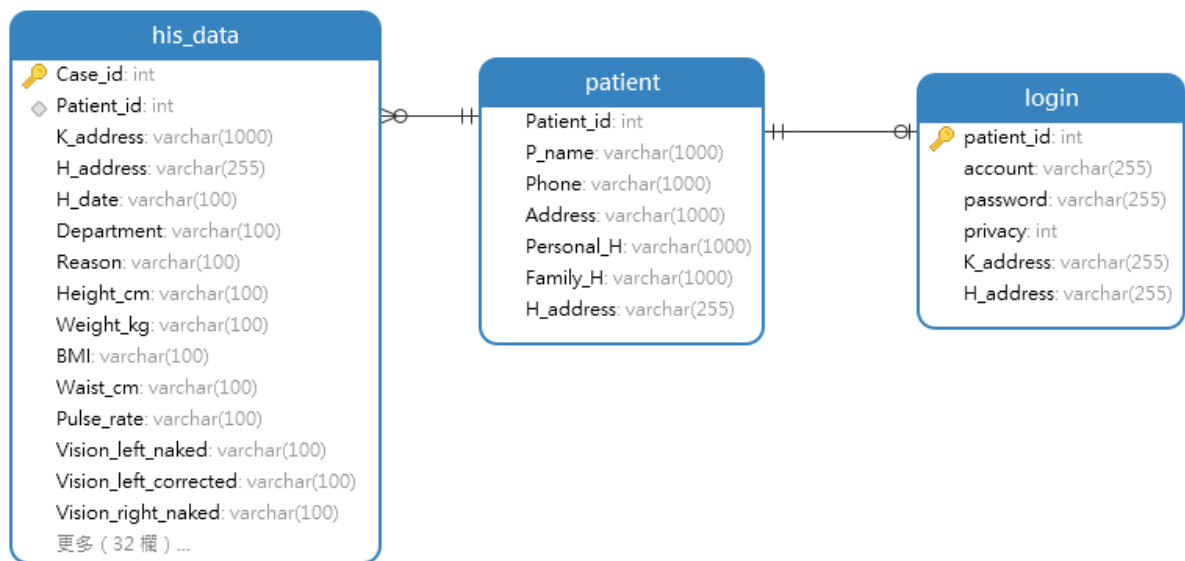 his_data
Case_id: int
Patient_id: int
K_address: varchar(1000)
H_address: varchar(255)
H_date: varchar(100)
Department: varchar(100)
Reason: varchar(100)
Height_cm: varchar(100)
Weight_kg: varchar(100)
BMI: varchar(100)
Waist_cm: varchar(100)
Pulse_rate: varchar(100)
Vision_left_naked: varchar(100)
Vision_left_corrected: varchar(100)
Vision_right_naked: varchar(100)
更多（32 欄）...
patient
Patient_id: int
P_name: varchar(1000)
Phone: varchar(1000)
Address: varchar(1000)
Personal_H: varchar(1000)
Family_H: varchar(1000)
H_address: varchar(255)
login
patient_id: int
account: varchar(255)
password: varchar(255)
privacy: int
K_address: varchar(255)
H_address: varchar(255)